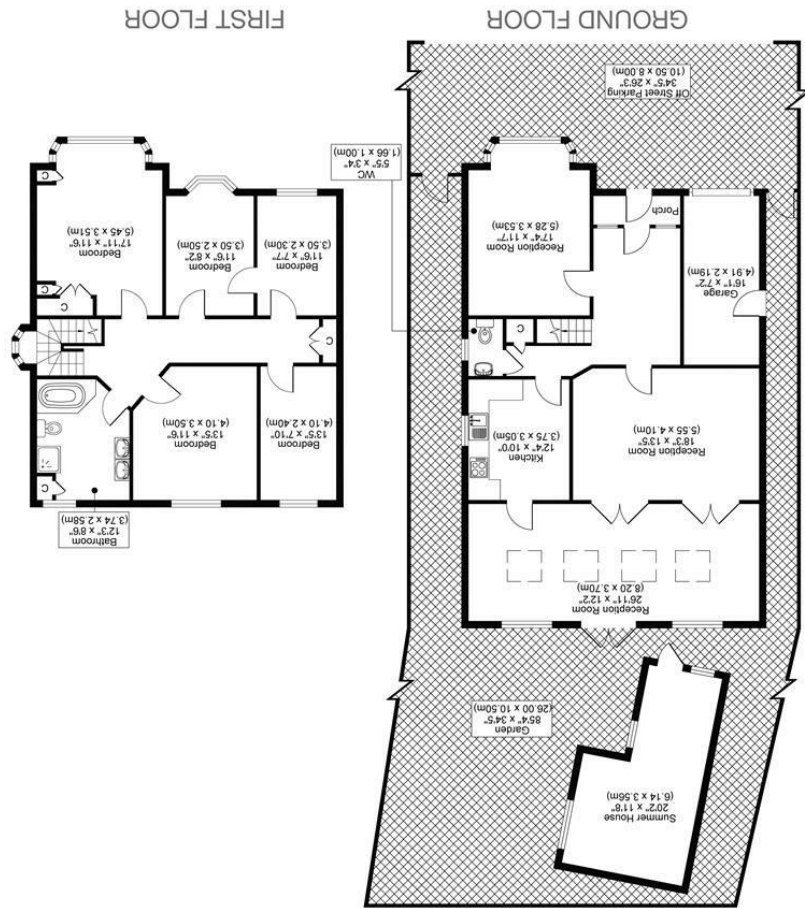 Summer House
20'2" x 11'8"
(6.14 x 3.56m)
Garden
85'4" x 34'5"
(26.00 x 10.50m)
Reception Room
26'11" x 12'2"
(8.20 x 3.70m)
Reception Room
18'3" x 13'5"
(5.55 x 4.10m)
Kitchen
12'4" x 10'0"
(3.75 x 3.05m)
Garage
16'1" x 7'2"
(4.91 x 2.19m)
C
Porch
Reception Room
17'4" x 11'7"
(5.28 x 3.53m)
WC
5'5" x 3'4"
(1.66 x 1.00m)
Off Street Parking
34'5" x 26'3"
(10.50 x 8.00m)
GROUND FLOOR
Bathroom
12'3" x 8'6"
(3.74 x 2.58m)
C
Bedroom
13'5" x 7'10"
(4.10 x 2.40m)
Bedroom
13'5" x 11'6"
(4.10 x 3.50m)
C
C
C
Bedroom
11'6" x 7'7"
(3.50 x 2.30m)
Bedroom
11'6" x 8'2"
(3.50 x 2.50m)
Bedroom
17'11" x 11'6"
(5.45 x 3.51m)
C
FIRST FLOOR